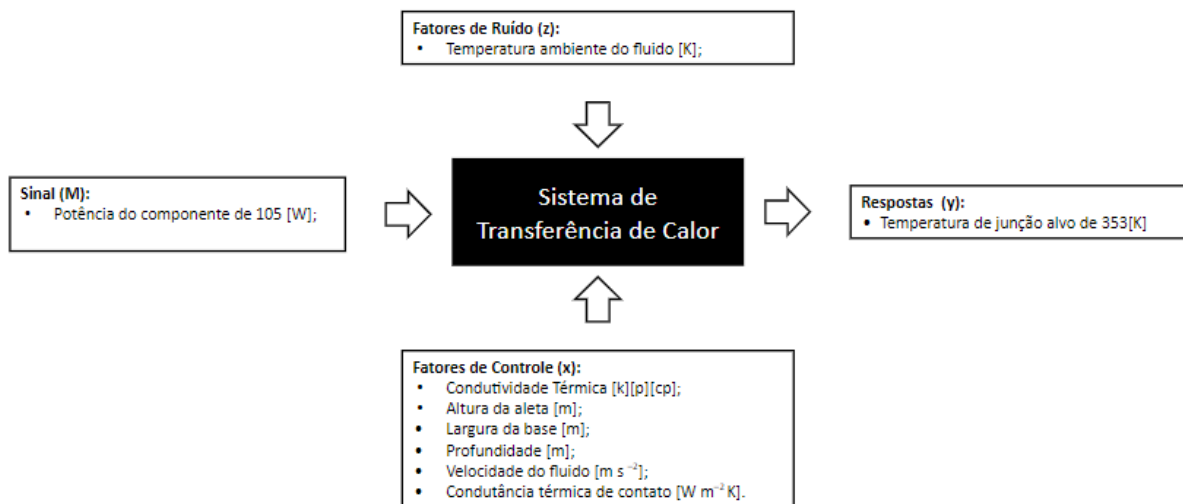 Fatores de Ruído (z):
• Temperatura ambiente do fluido [K];
Sinal (M):
• Potência do componente de 105 [W];
Sistema de
Transferência de Calor
Respostas (y):
• Temperatura de junção alvo de 353[K]
Fatores de Controle (x):
• Condutividade Térmica [k][p][cp];
• Altura da aleta [m];
• Largura da base [m];
• Profundidade [m];
• Velocidade do fluido [m s⁻²];
• Condutância térmica de contato [W m⁻² K].